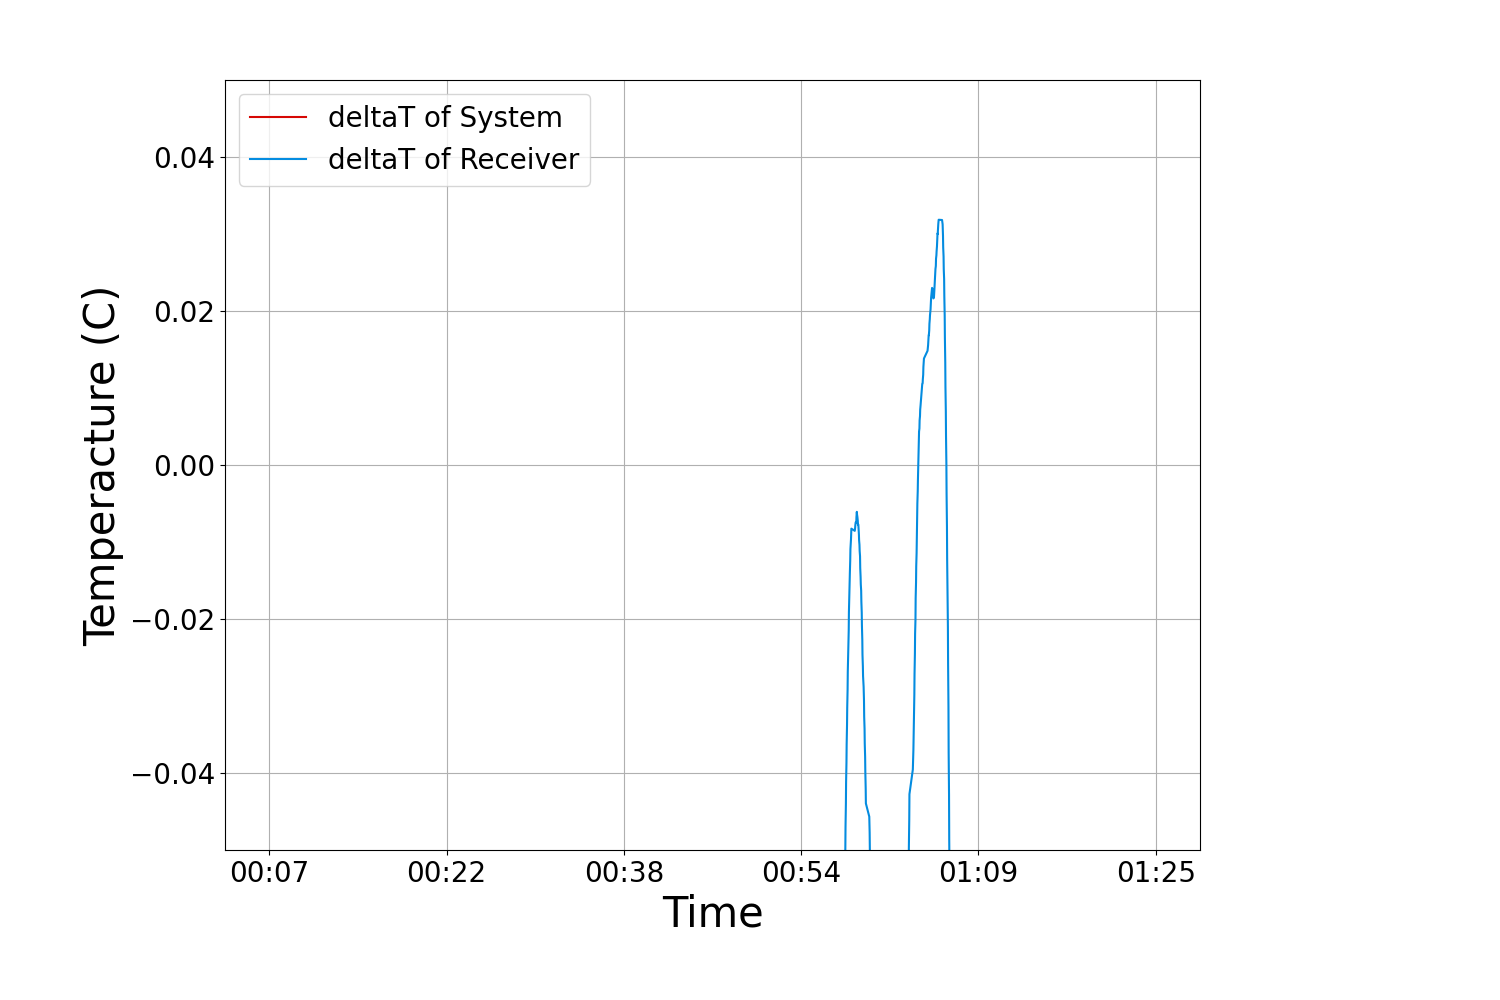 deltaT of System
deltaT of Receiver
Temperacture (C)
0.04
0.02
0.00
−0.02
−0.04
00:07 00:22 00:38 00:54 01:09 01:25
Time